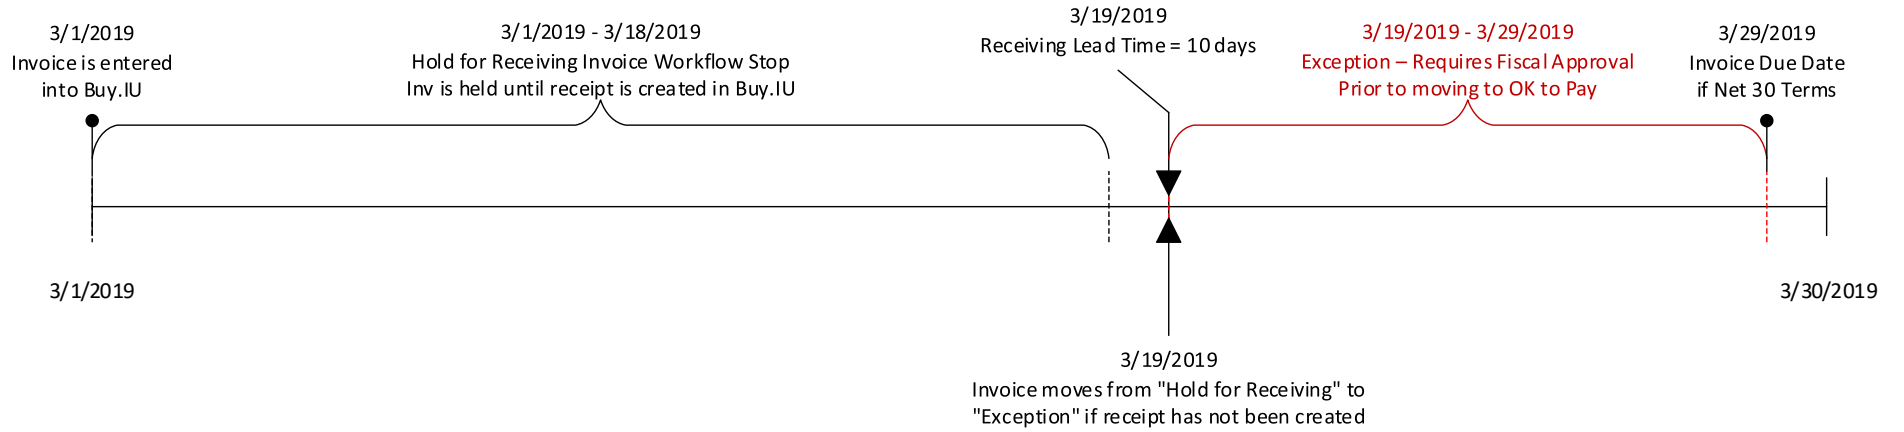 3/1/2019
Invoice is entered
into Buy.IU
3/1/2019 - 3/18/2019
Hold for Receiving Invoice Workflow Stop
Inv is held until receipt is created in Buy.IU
3/19/2019
Receiving Lead Time = 10 days
3/19/2019 - 3/29/2019
Exception – Requires Fiscal Approval
Prior to moving to OK to Pay
3/29/2019
Invoice Due Date
if Net 30 Terms
3/1/2019
3/30/2019
3/19/2019
Invoice moves from "Hold for Receiving" to
"Exception" if receipt has not been created